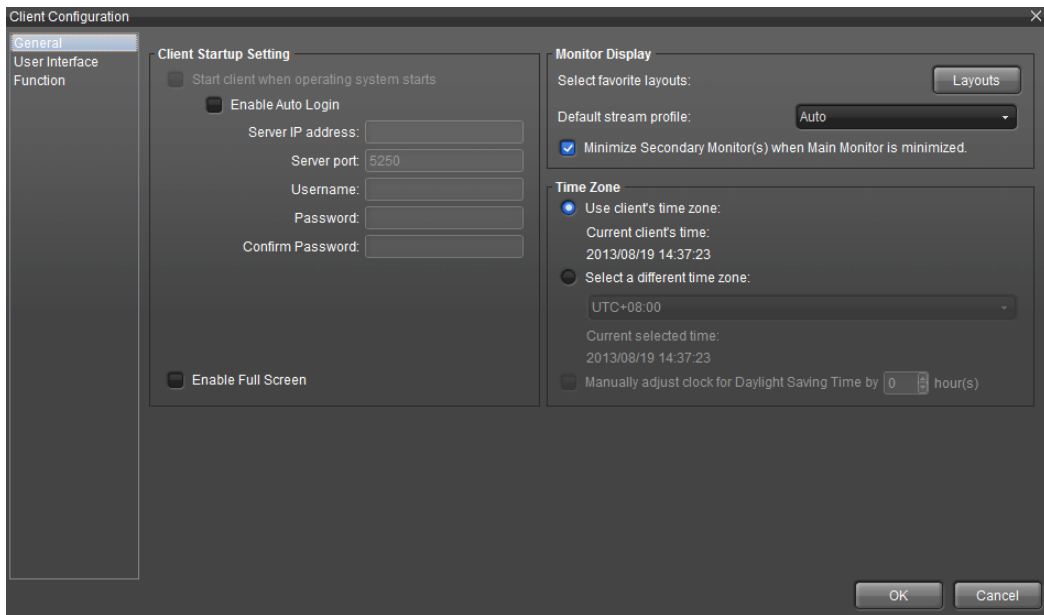 Client Configuration
General
User Interface
Function
Client Startup Setting
Start client when operating system starts
Enable Auto Login
Server IP address:
Server port: 5250
Username:
Password:
Confirm Password:
Enable Full Screen
Monitor Display
Select favorite layouts: Layouts
Default stream profile: Auto
Minimize Secondary Monitor(s) when Main Monitor is minimized.
Time Zone
Use client's time zone:
Current client's time:
2013/08/19 14:37:23
Select a different time zone:
UTC+08:00
Current selected time:
2013/08/19 14:37:23
Manually adjust clock for Daylight Saving Time by 0 hour(s)
OK Cancel